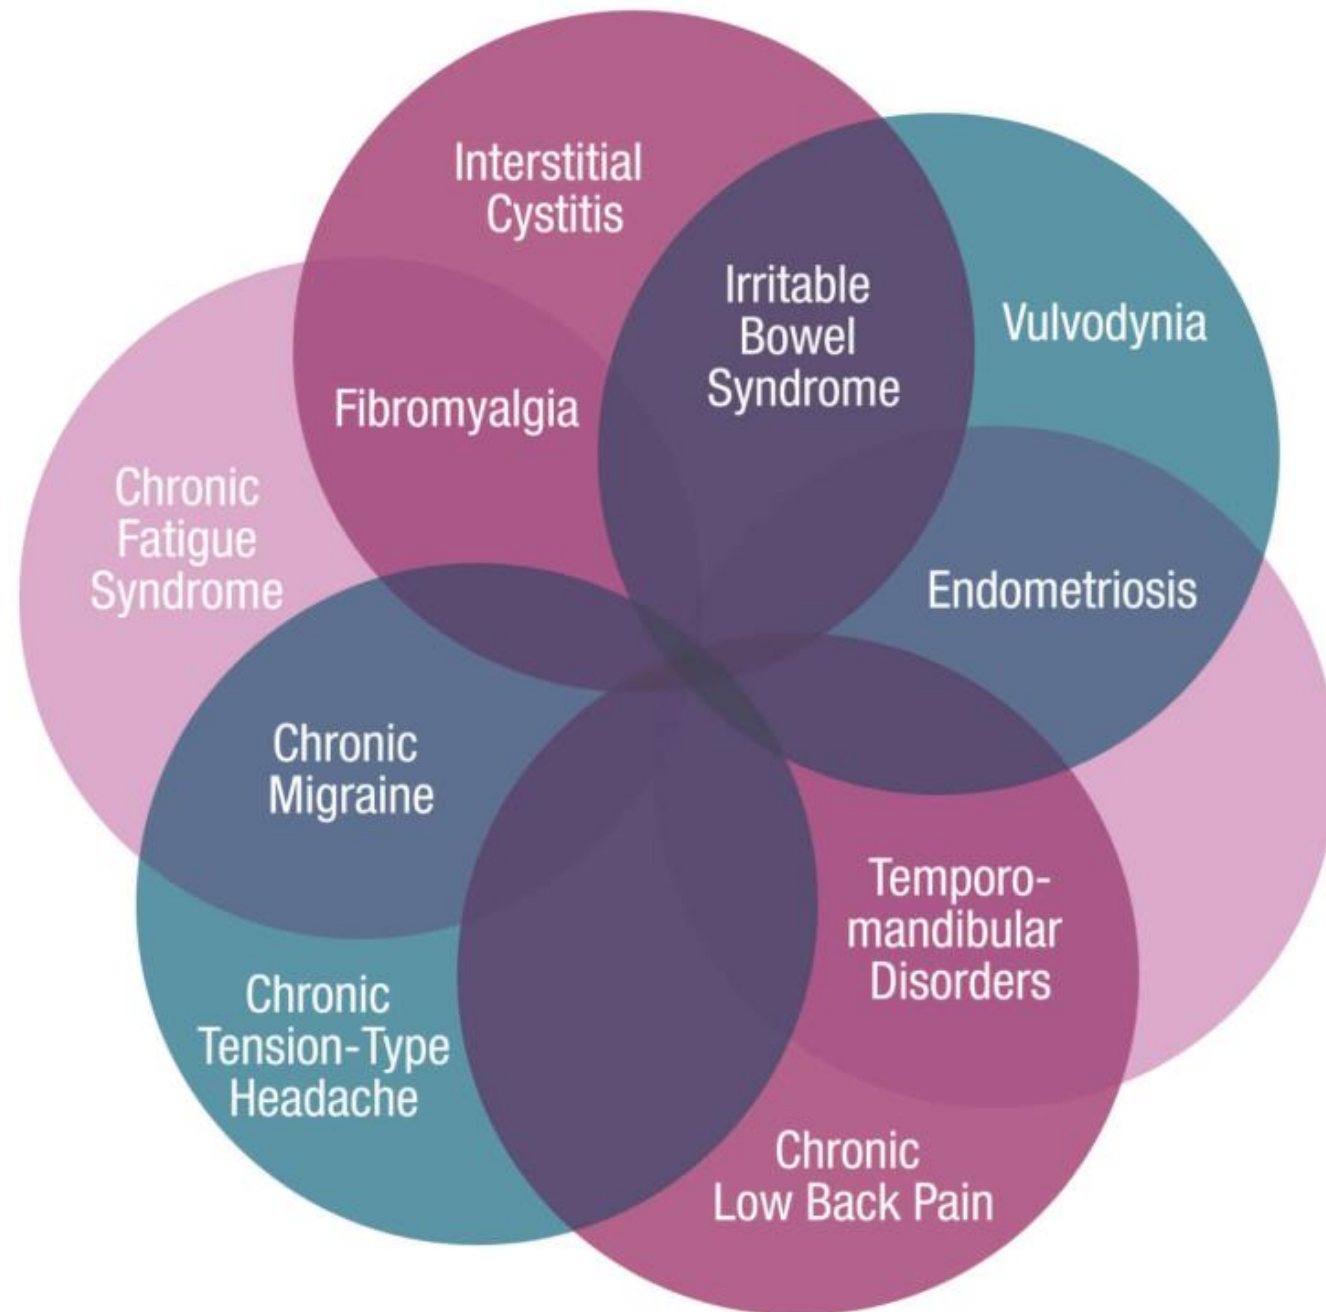 Interstitial
Cystitis
Irritable
Bowel
Syndrome
Vulvodynia
Fibromyalgia
Chronic
Fatigue
Syndrome
Endometriosis
Chronic
Migraine
Temporo-
mandibular
Disorders
Chronic
Tension-Type
Headache
Chronic
Low Back Pain